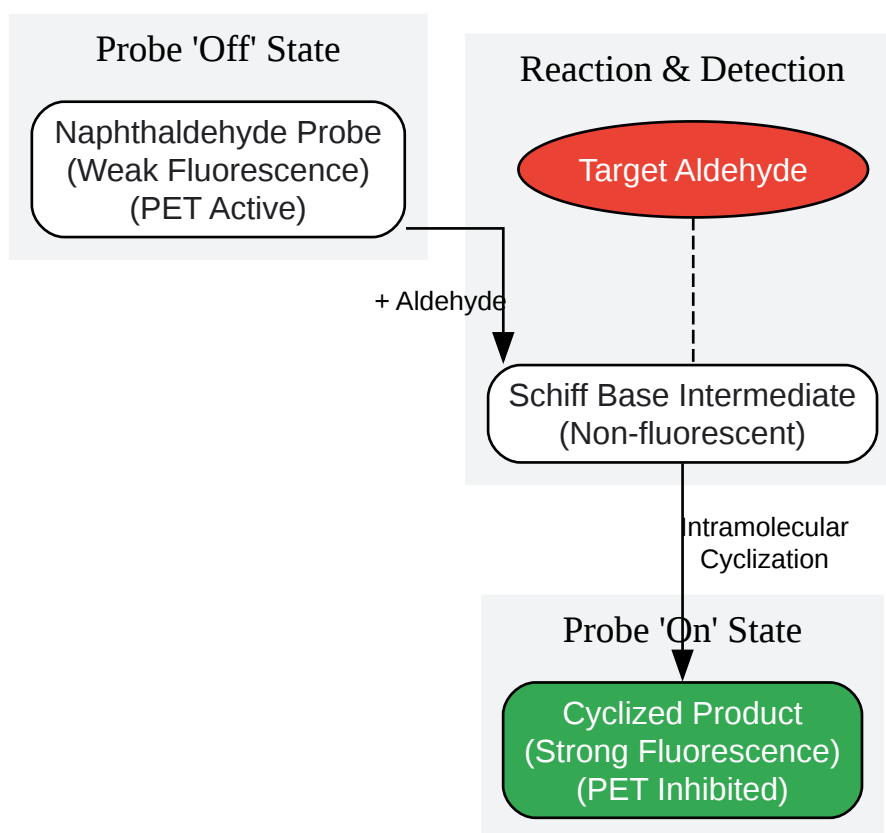 Probe 'Off' State
Naphthaldehyde Probe
(Weak Fluorescence)
(PET Active)
Reaction & Detection
Target Aldehyde
+ Aldehyde
Schiff Base Intermediate
(Non-fluorescent)
Intramolecular
Cyclization
Probe 'On' State
Cyclized Product
(Strong Fluorescence)
(PET Inhibited)